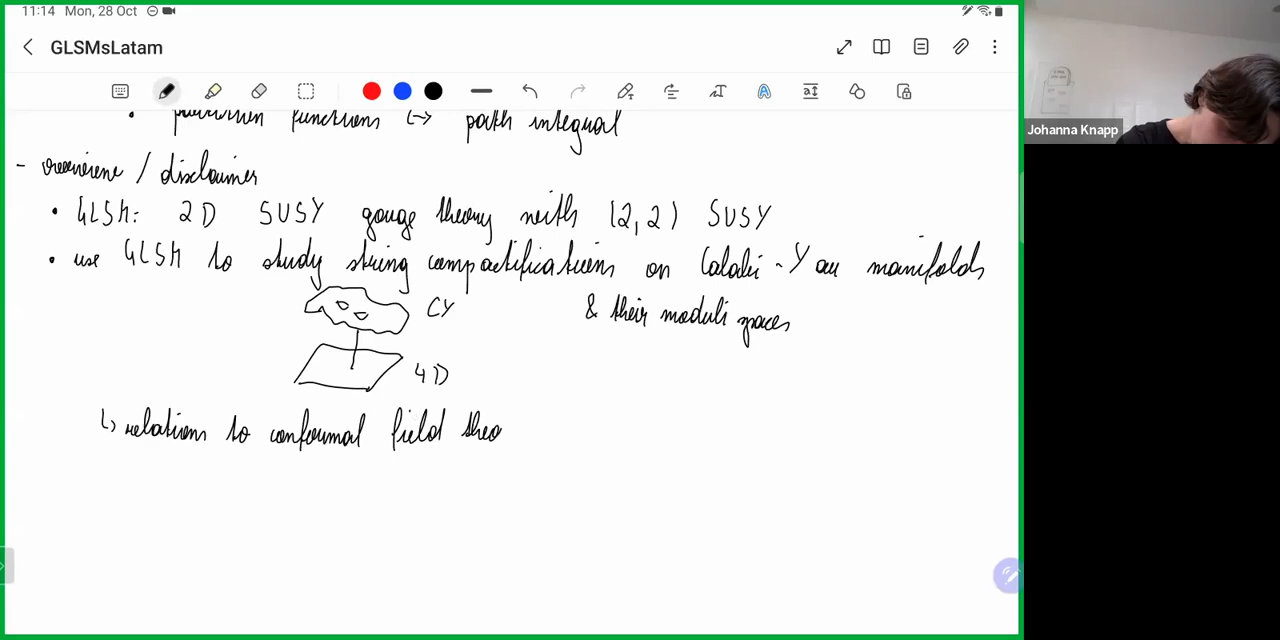 11:14 Mon, 28 Oct
GLSMsLatam
• partition functions ↔ path integral
- overview / disclaimer
• GLSM: 2D SUSY gauge theory with (2,2) SUSY
• use GLSM to study string compactifications on Calabi-Yau manifolds
& their moduli spaces
CY
4D
↳ relations to conformal field theo
Johanna Knapp